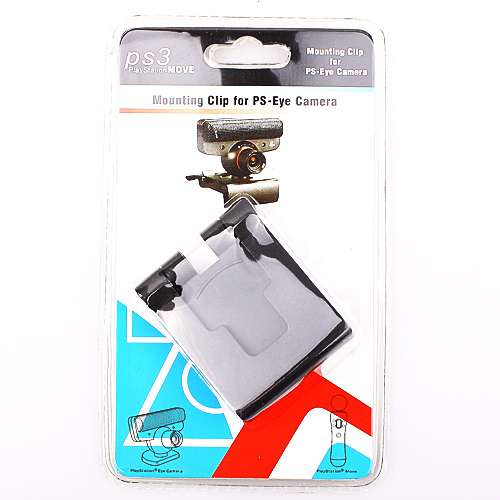 ps3
PlayStation MOVE
Mounting Clip
for
PS-Eye Camera
Mounting Clip for PS-Eye Camera
PlayStation® Eye Camera
PlayStation® Move